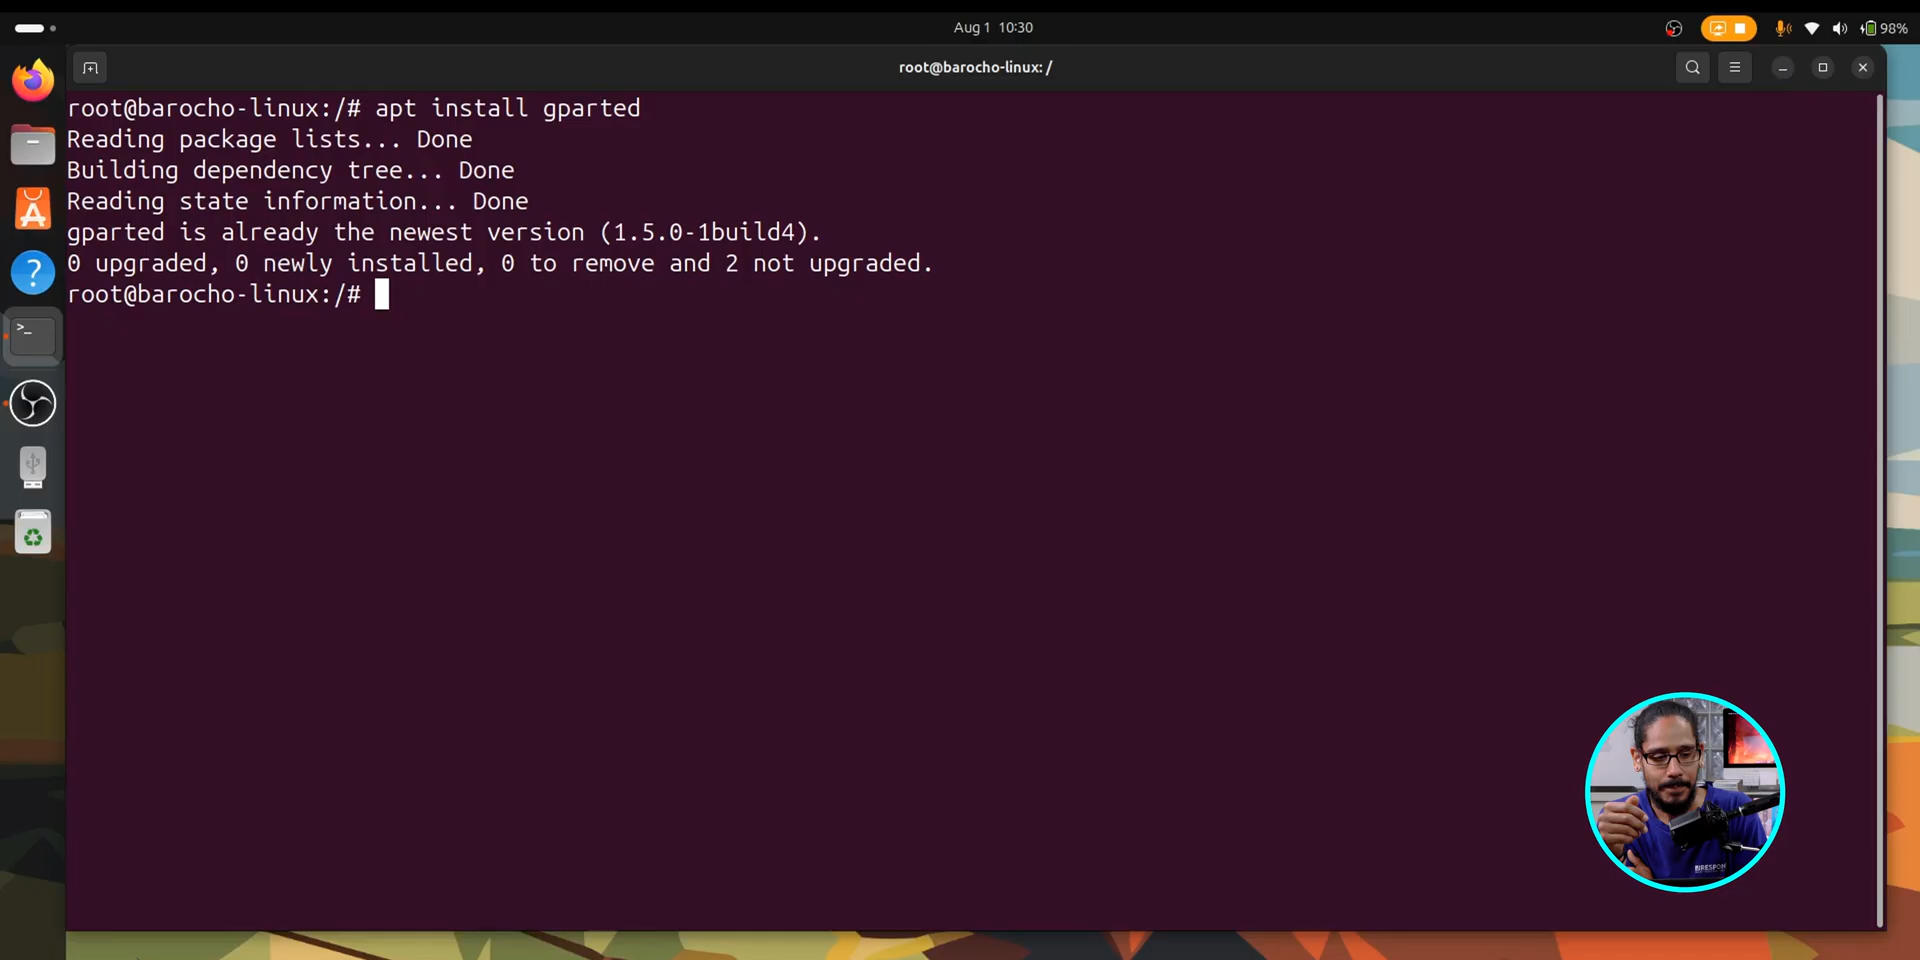 Aug 1 10:30
98%
root@barocho-linux: /
root@barocho-linux:/# apt install gparted
Reading package lists... Done
Building dependency tree... Done
Reading state information... Done
gparted is already the newest version (1.5.0-1build4).
0 upgraded, 0 newly installed, 0 to remove and 2 not upgraded.
root@barocho-linux:/#